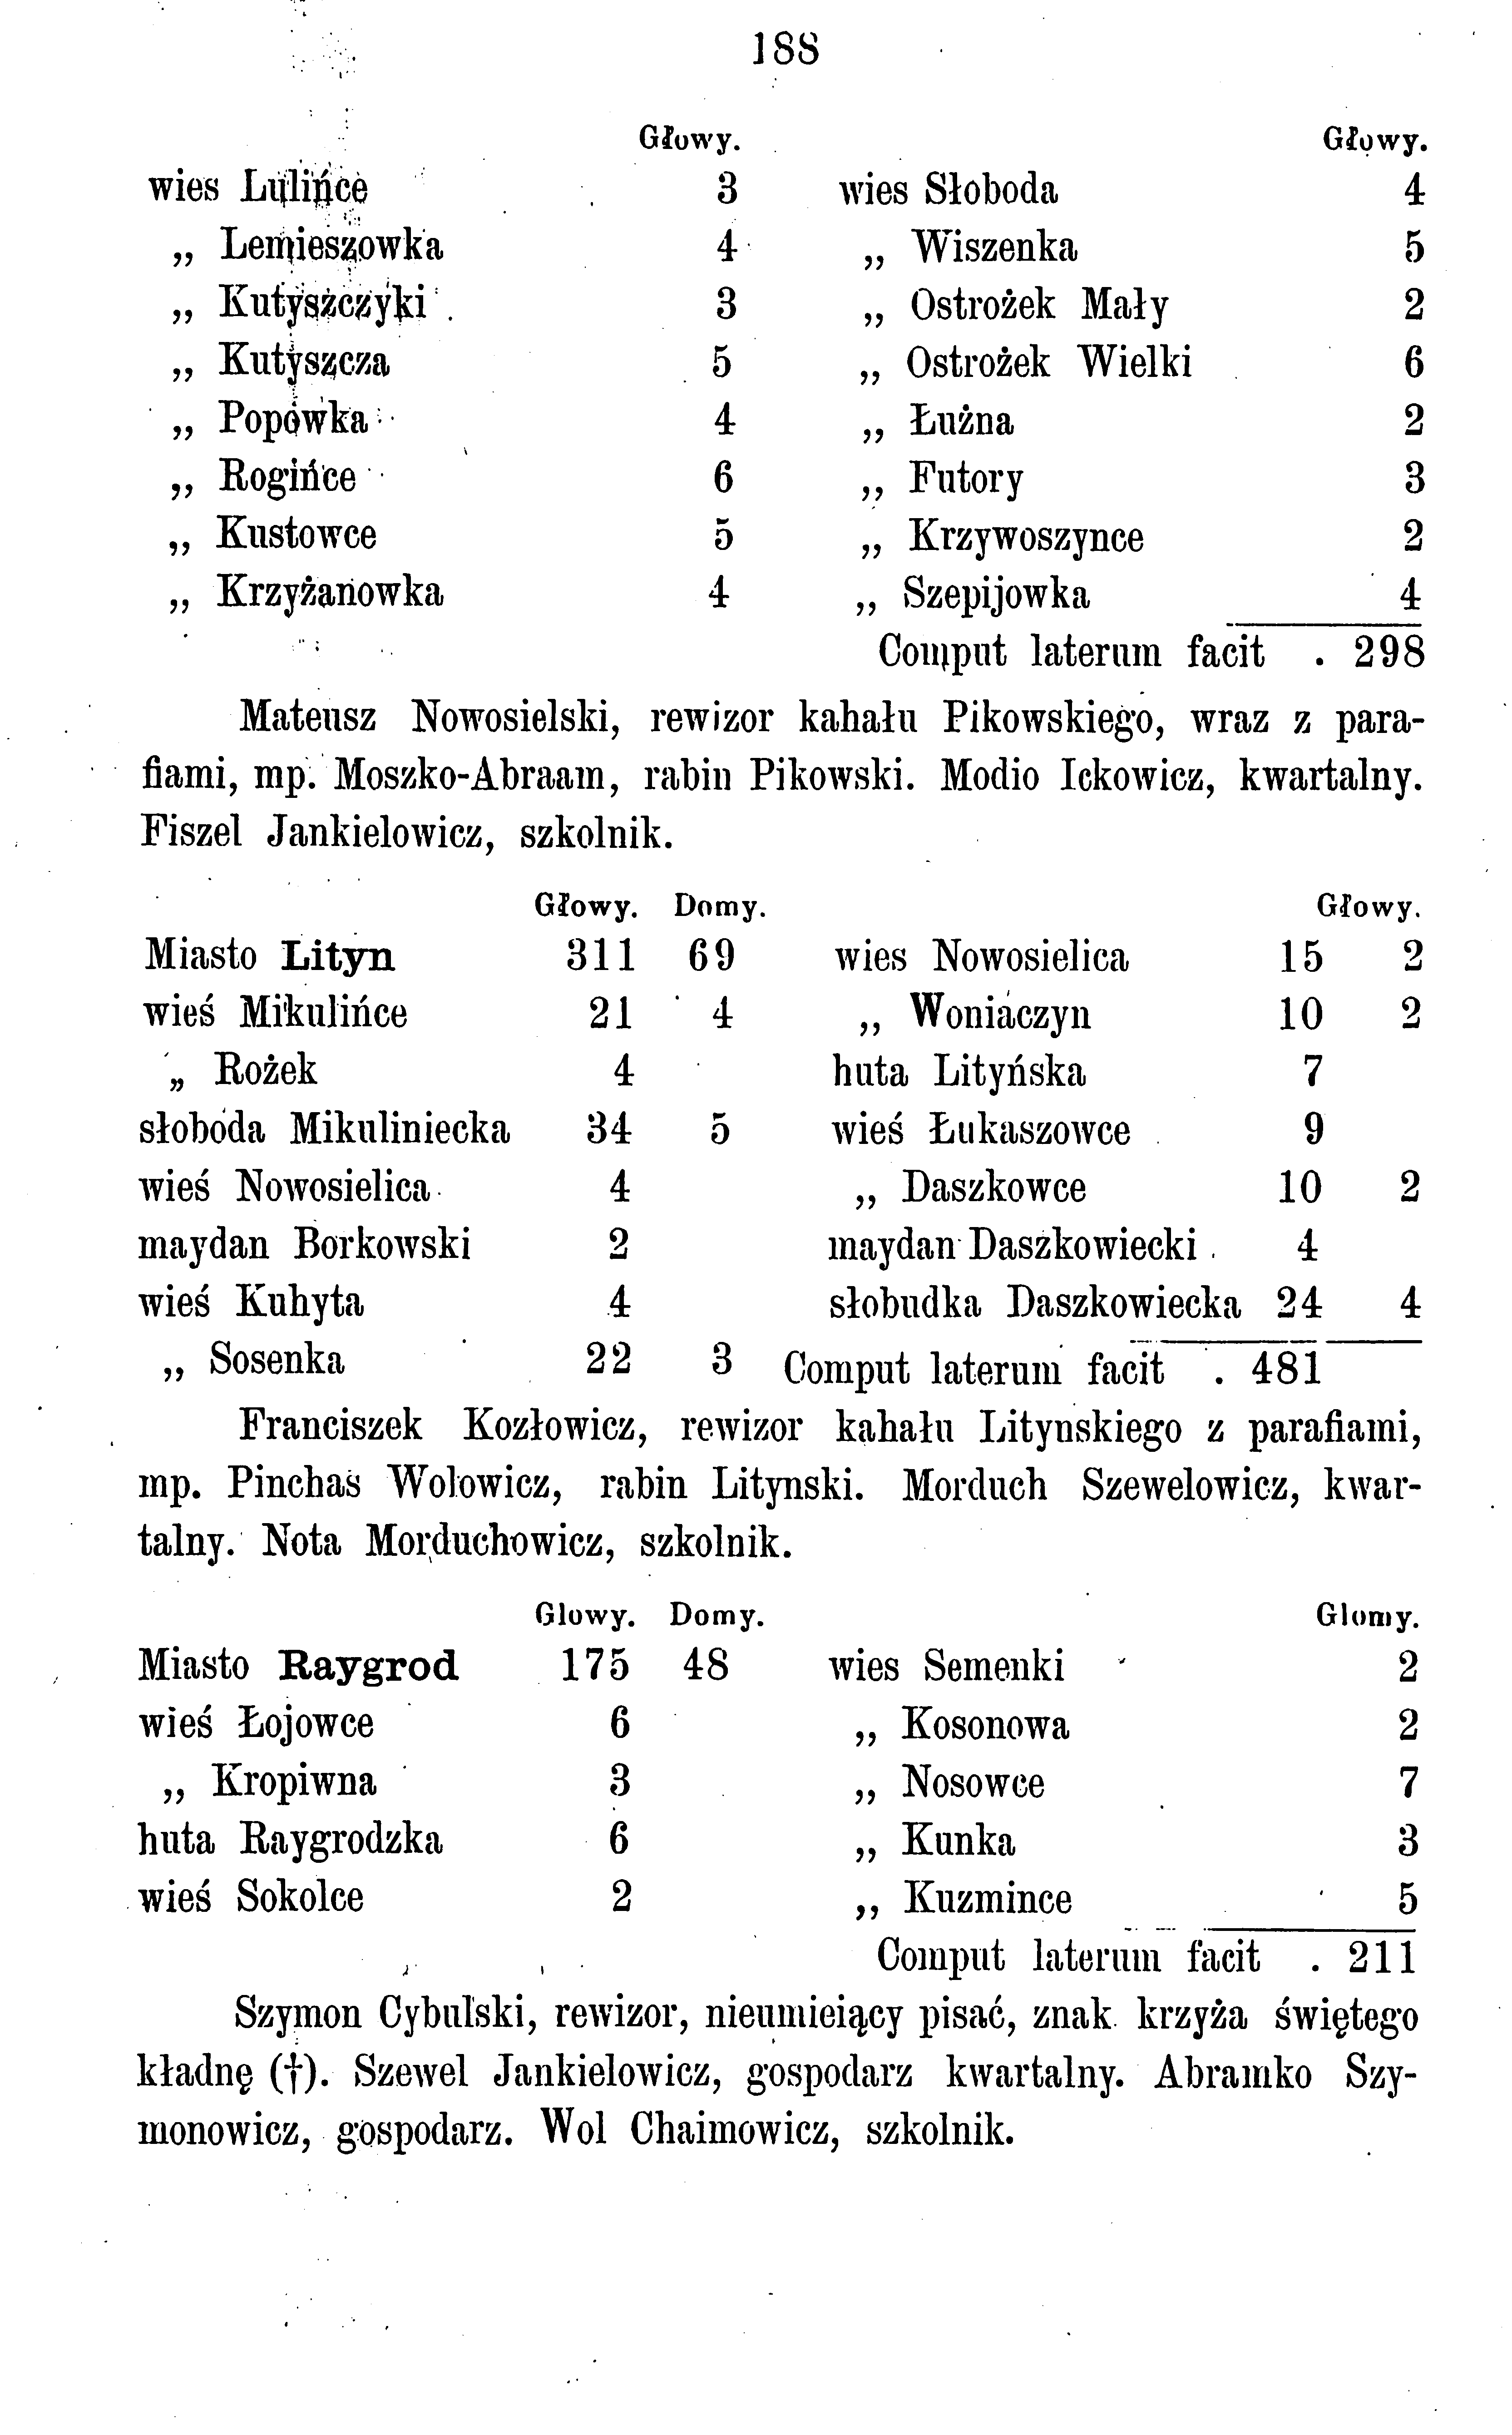 188
Głowy. Głowy.
wies Lulińce 3 wies Słoboda 4
„ Lemieszowka 4 „ Wiszenka 5
„ Kutyszczyki 3 „ Ostrożek Mały 2
„ Kutyszcza 5 „ Ostrożek Wielki 6
„ Popówka 4 „ Łużna 2
„ Rogińce 6 „ Futory 3
„ Kustowce 5 „ Krzywoszynce 2
„ Krzyżanowka 4 „ Szepijowka 4
Comput laterum facit . 298
Mateusz Nowosielski, rewizor kahału Pikowskiego, wraz z para-
fiami, mp. Moszko-Abraam, rabin Pikowski. Modio Ickowicz, kwartalny.
Fiszel Jankielowicz, szkolnik.
Głowy. Domy. Głowy.
Miasto Lityn 311 69 wies Nowosielica 15 2
wieś Mikulińce 21 4 „ Woniaczyn 10 2
„ Rożek 4 huta Lityńska 7
słoboda Mikuliniecka 34 5 wieś Łukaszowce 9
wieś Nowosielica 4 „ Daszkowce 10 2
maydan Borkowski 2 maydan Daszkowiecki 4
wieś Kuhyta 4 słobudka Daszkowiecka 24 4
„ Sosenka 22 3 Comput laterum facit . 481
Franciszek Kozłowicz, rewizor kahału Litynskiego z parafiami,
mp. Pinchas Wolowicz, rabin Litynski. Morduch Szewelowicz, kwar-
talny. Nota Morduchowicz, szkolnik.
Glowy. Domy. Glomy.
Miasto Raygrod 175 48 wies Semenki 2
wieś Łojowce 6 „ Kosonowa 2
„ Kropiwna 3 „ Nosowce 7
huta Raygrodzka 6 „ Kunka 3
wieś Sokolce 2 „ Kuzmince 5
Comput laterum facit . 211
Szymon Cybulski, rewizor, nieumieiący pisać, znak krzyża świętego
kładnę (†). Szewel Jankielowicz, gospodarz kwartalny. Abramko Szy-
monowicz, gospodarz. Wol Chaimowicz, szkolnik.